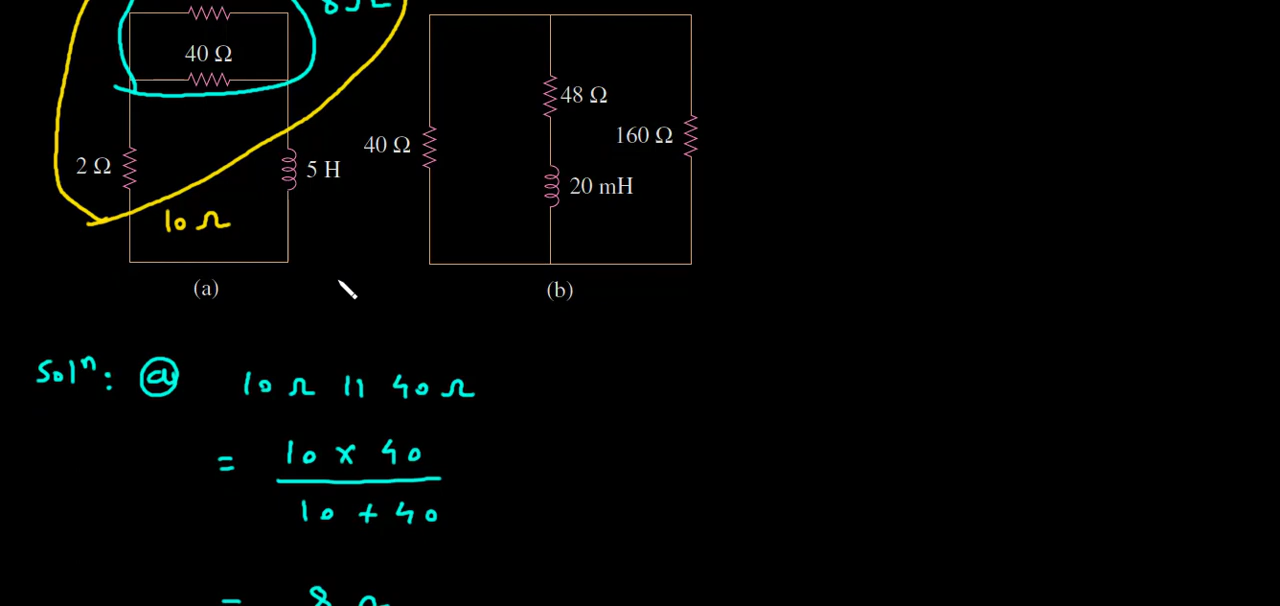 8Ω
40 Ω
2 Ω
5 H
10 Ω
(a)
40 Ω
48 Ω
160 Ω
20 mH
(b)
Solⁿ: ⓐ 10 Ω || 40 Ω
= 10 x 40
10 + 40
= 8 Ω